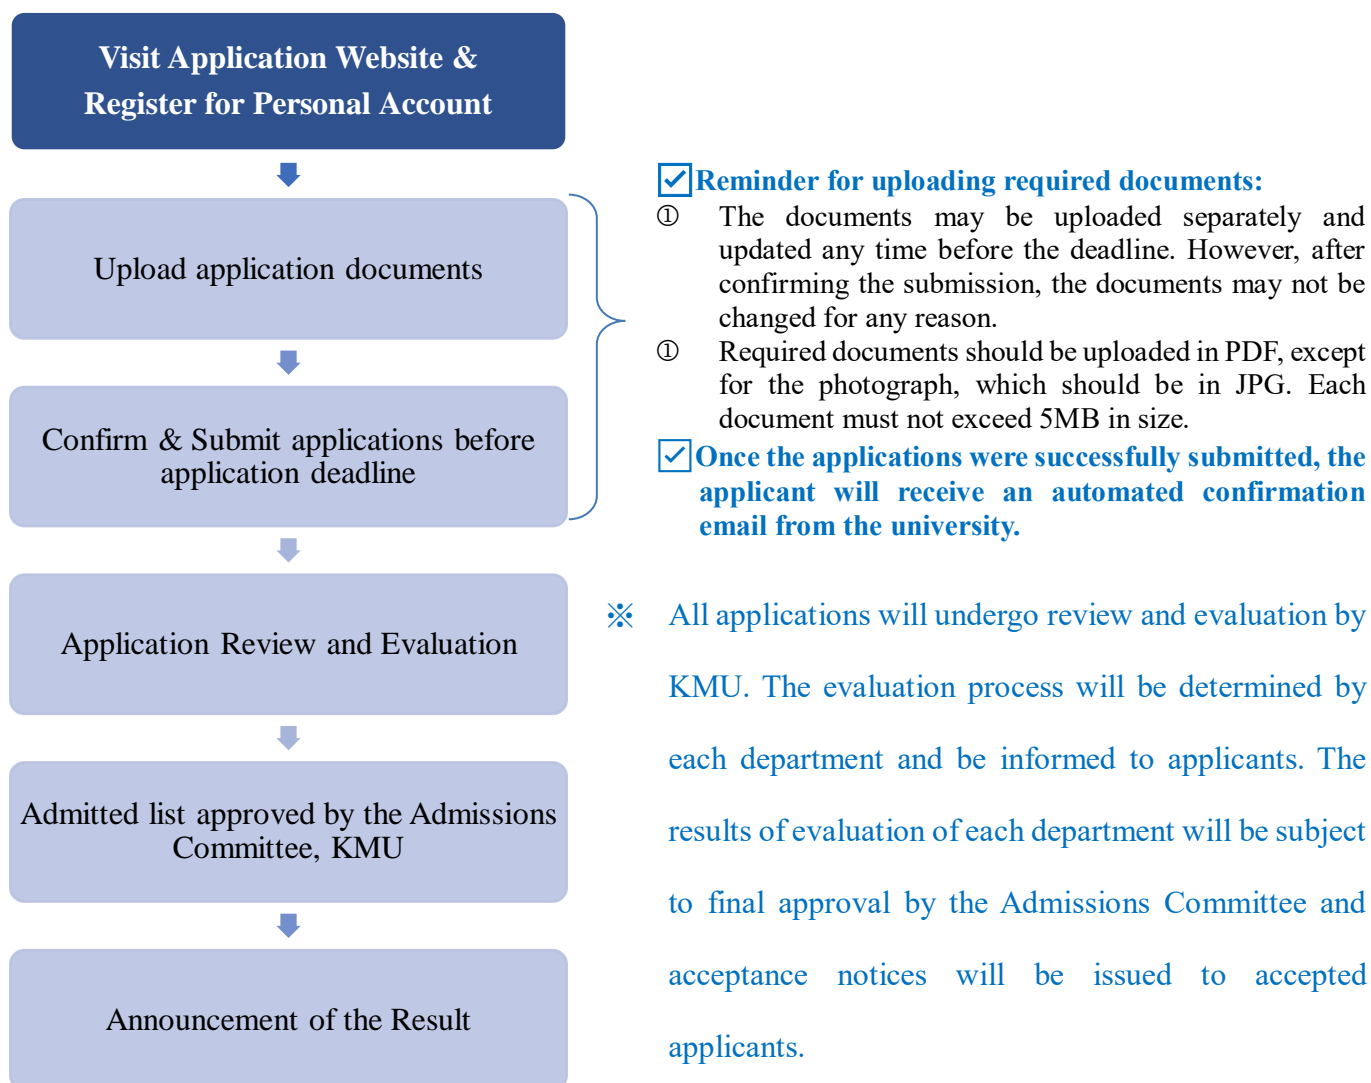 Visit Application Website &
Register for Personal Account
Upload application documents
Confirm & Submit applications before
application deadline
☑Reminder for uploading required documents:
① The documents may be uploaded separately and
updated any time before the deadline. However, after
confirming the submission, the documents may not be
changed for any reason.
① Required documents should be uploaded in PDF, except
for the photograph, which should be in JPG. Each
document must not exceed 5MB in size.
☑Once the applications were successfully submitted, the
applicant will receive an automated confirmation
email from the university.
Application Review and Evaluation
Admitted list approved by the Admissions
Committee, KMU
Announcement of the Result
※ All applications will undergo review and evaluation by
KMU. The evaluation process will be determined by
each department and be informed to applicants. The
results of evaluation of each department will be subject
to final approval by the Admissions Committee and
acceptance notices will be issued to accepted
applicants.